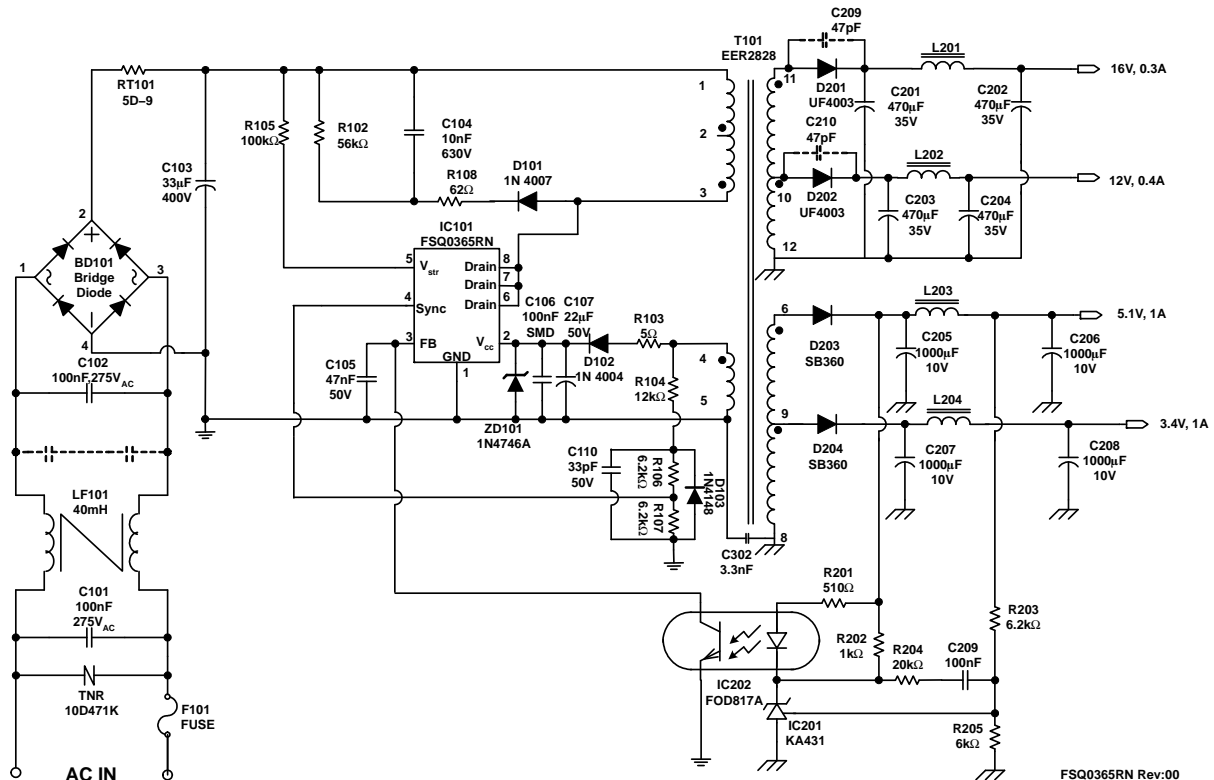 C209
47pF
T101
EER2828
RT101
5D–9
11
L201
16V, 0.3A
D201
UF4003
C201
470μF
35V
C202
470μF
35V
C210
47pF
1
2
3
R105
100kΩ
R102
56kΩ
C104
10nF
630V
R108
62Ω
D101
1N 4007
C103
33μF
400V
L202
12V, 0.4A
10
D202
UF4003
C203
470μF
35V
C204
470μF
35V
12
2
1
3
4
BD101
Bridge
Diode
IC101
FSQ0365RN
5
Vstr
4
Sync
3
FB
GND
1
Drain
8
Drain
7
Drain
6
Vcc
2
C106
100nF
SMD
C107
22μF
50V
R103
5Ω
D102
1N 4004
C105
47nF
50V
ZD101
1N4746A
R104
12kΩ
4
5
6
L203
5.1V, 1A
D203
SB360
C205
1000μF
10V
C206
1000μF
10V
9
L204
3.4V, 1A
D204
SB360
C207
1000μF
10V
C208
1000μF
10V
8
C102
100nF,275VAC
C110
33pF
50V
R106
6.2kΩ
R107
6.2kΩ
D103
1N4148
C302
3.3nF
LF101
40mH
C101
100nF
275VAC
TNR
10D471K
F101
FUSE
AC IN
R201
510Ω
R202
1kΩ
R203
6.2kΩ
R204
20kΩ
C209
100nF
IC202
FOD817A
IC201
KA431
R205
6kΩ
FSQ0365RN Rev:00